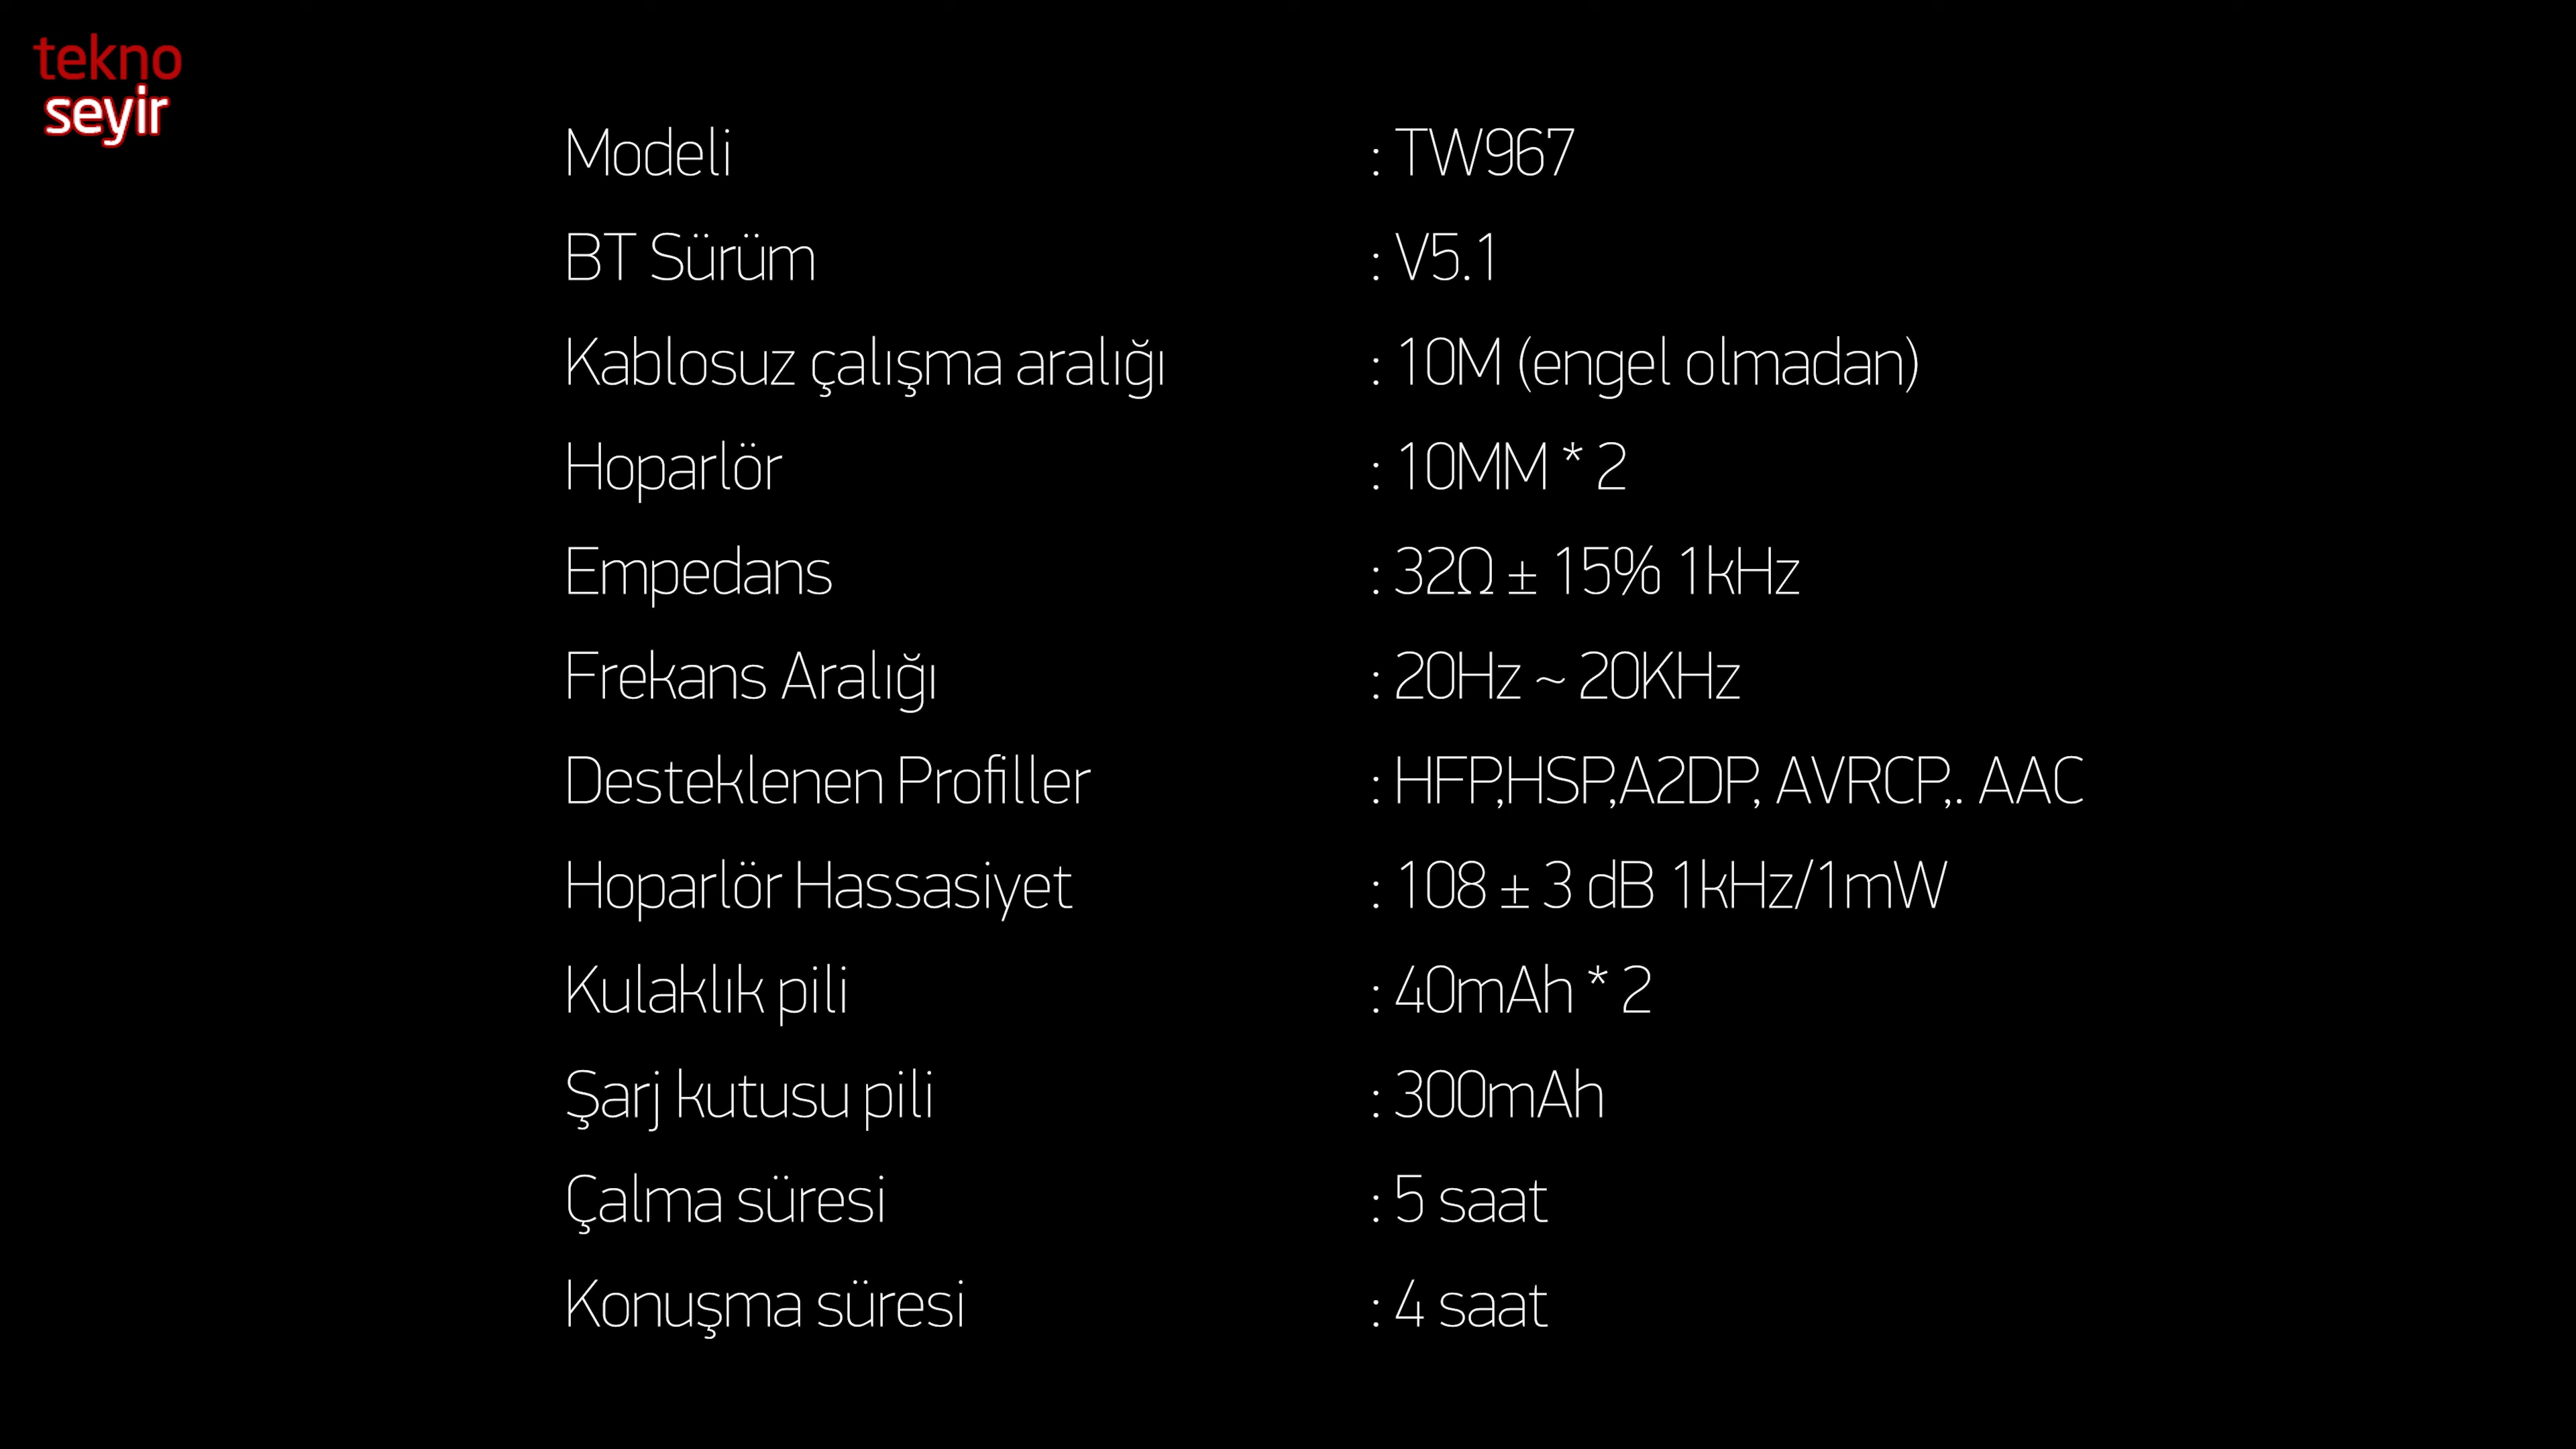 tekno
seyir
Modeli : TW967
BT Sürüm : V5.1
Kablosuz çalışma aralığı : 10M (engel olmadan)
Hoparlör : 10MM * 2
Empedans : 32Ω ± 15% 1kHz
Frekans Aralığı : 20Hz ~ 20KHz
Desteklenen Profiller : HFP,HSP,A2DP, AVRCP,. AAC
Hoparlör Hassasiyet : 108 ± 3 dB 1kHz/1mW
Kulaklık pili : 40mAh * 2
Şarj kutusu pili : 300mAh
Çalma süresi : 5 saat
Konuşma süresi : 4 saat